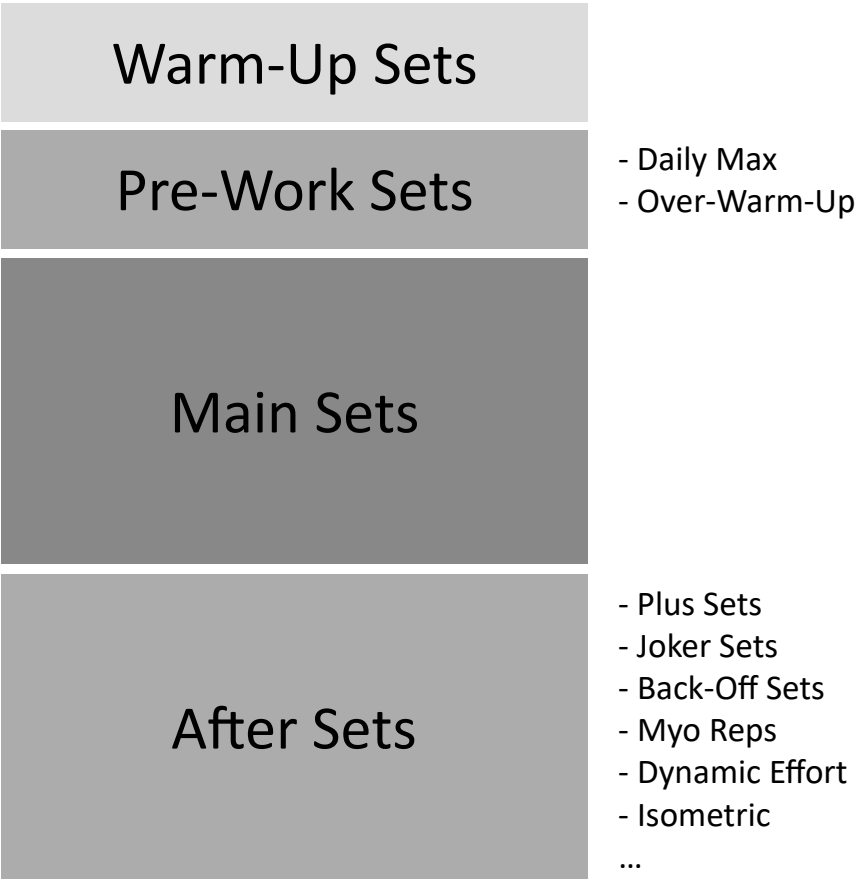 Warm-Up Sets
Pre-Work Sets
- Daily Max
- Over-Warm-Up
Main Sets
After Sets
- Plus Sets
- Joker Sets
- Back-Off Sets
- Myo Reps
- Dynamic Effort
- Isometric
...